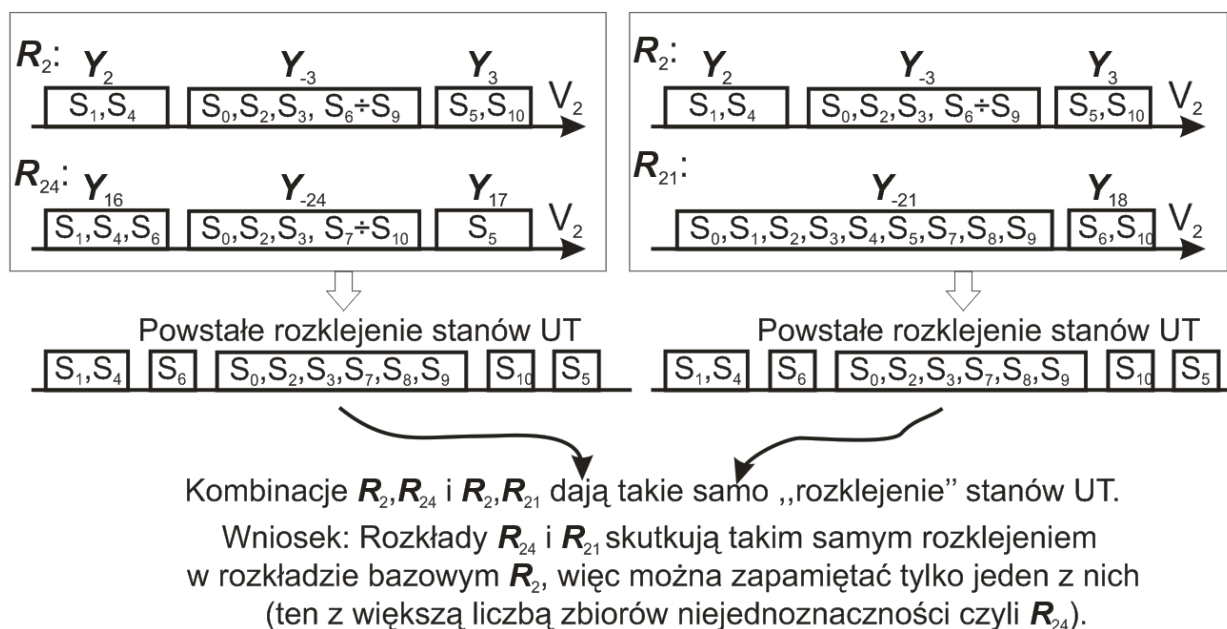 R₂: Y₂ Y₋₃ Y₃ V₂
S₁,S₄ S₀,S₂,S₃, S₆÷S₉ S₅,S₁₀
R₂₄: Y₁₆ Y₋₂₄ Y₁₇ V₂
S₁,S₄,S₆ S₀,S₂,S₃, S₇÷S₁₀ S₅
R₂: Y₂ Y₋₃ Y₃ V₂
S₁,S₄ S₀,S₂,S₃, S₆÷S₉ S₅,S₁₀
R₂₁: Y₋₂₁ Y₁₈ V₂
S₀,S₁,S₂,S₃,S₄,S₅,S₇,S₈,S₉ S₆,S₁₀
Powstałe rozklejenie stanów UT
S₁,S₄ S₆ S₀,S₂,S₃,S₇,S₈,S₉ S₁₀ S₅
Powstałe rozklejenie stanów UT
S₁,S₄ S₆ S₀,S₂,S₃,S₇,S₈,S₉ S₁₀ S₅
Kombinacje R₂,R₂₄ i R₂,R₂₁ dają takie samo ,,rozklejenie” stanów UT.
Wniosek: Rozkłady R₂₄ i R₂₁ skutkują takim samym rozklejeniem
w rozkładzie bazowym R₂, więc można zapamiętać tylko jeden z nich
(ten z większą liczbą zbiorów niejednoznaczności czyli R₂₄).